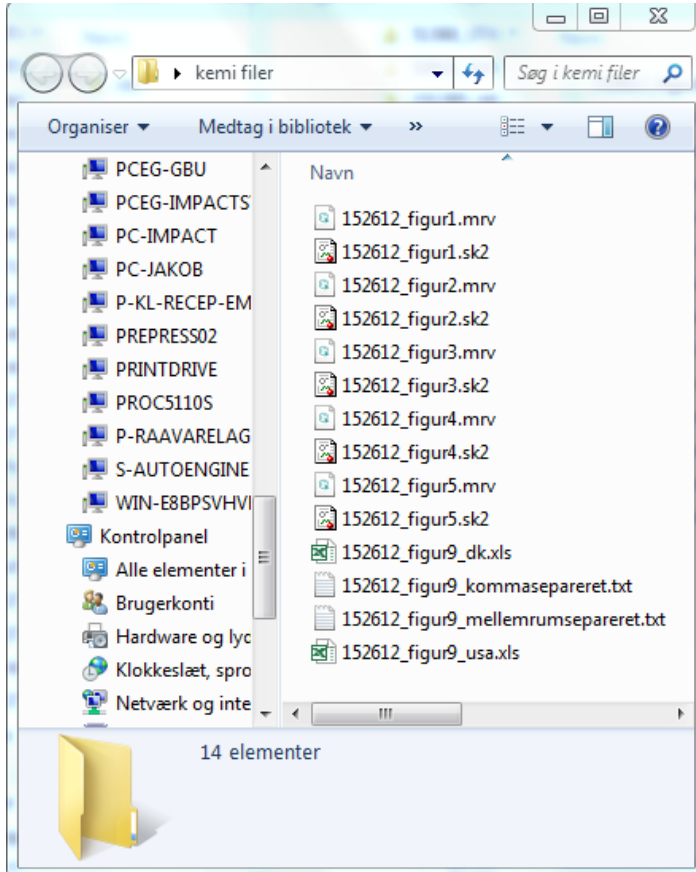 kemi filer
Søg i kemi filer
Organiser
Medtag i bibliotek
»
Navn
PCEG-GBU
PCEG-IMPACTS
PC-IMPACT
PC-JAKOB
P-KL-RECEP-EM
PREPRESS02
PRINTDRIVE
PROC5110S
P-RAAVARELAG
S-AUTOENGINE
WIN-E8BPSVHVI
Kontrolpanel
Alle elementer i
Brugerkonti
Hardware og lyd
Klokkeslæt, spro
Netværk og inte
152612_figur1.mrv
152612_figur1.sk2
152612_figur2.mrv
152612_figur2.sk2
152612_figur3.mrv
152612_figur3.sk2
152612_figur4.mrv
152612_figur4.sk2
152612_figur5.mrv
152612_figur5.sk2
152612_figur9_dk.xls
152612_figur9_kommasepareret.txt
152612_figur9_mellemrumsepareret.txt
152612_figur9_usa.xls
14 elementer